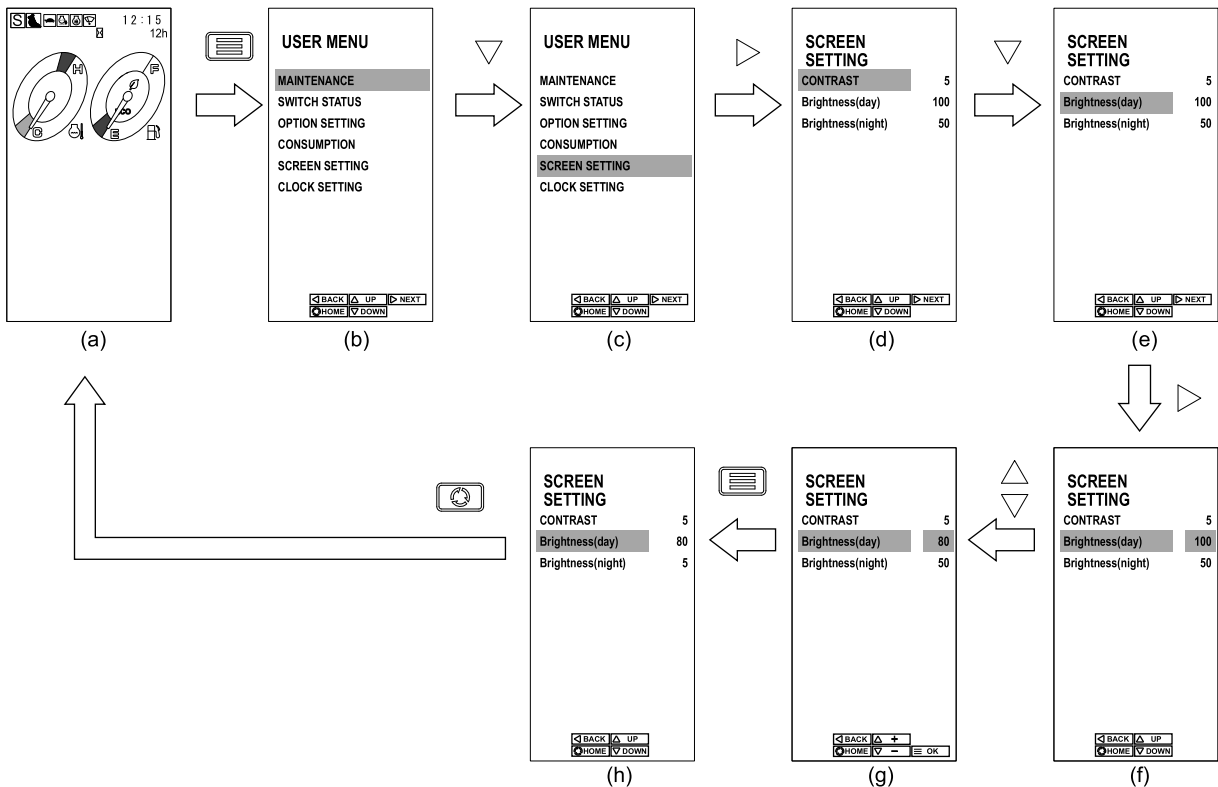 S 12:15
12h
H F
eco
C E
(a)
USER MENU
MAINTENANCE
SWITCH STATUS
OPTION SETTING
CONSUMPTION
SCREEN SETTING
CLOCK SETTING
BACK UP NEXT
HOME DOWN
(b)
USER MENU
MAINTENANCE
SWITCH STATUS
OPTION SETTING
CONSUMPTION
SCREEN SETTING
CLOCK SETTING
BACK UP NEXT
HOME DOWN
(c)
SCREEN
SETTING
CONTRAST 5
Brightness(day) 100
Brightness(night) 50
BACK UP NEXT
HOME DOWN
(d)
SCREEN
SETTING
CONTRAST 5
Brightness(day) 100
Brightness(night) 50
BACK UP NEXT
HOME DOWN
(e)
SCREEN
SETTING
CONTRAST 5
Brightness(day) 100
Brightness(night) 50
BACK UP
HOME DOWN
(f)
SCREEN
SETTING
CONTRAST 5
Brightness(day) 80
Brightness(night) 50
BACK +
HOME − OK
(g)
SCREEN
SETTING
CONTRAST 5
Brightness(day) 80
Brightness(night) 5
BACK UP
HOME DOWN
(h)